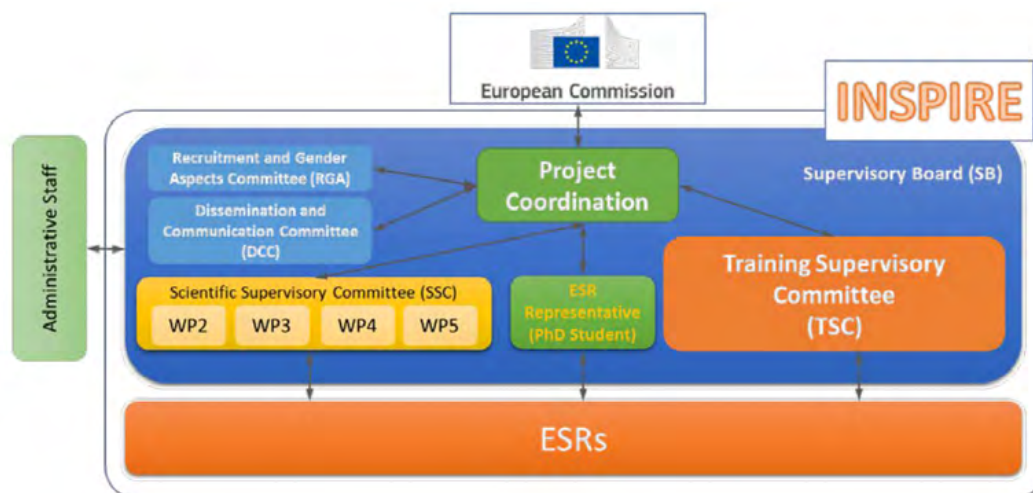 European Commission
INSPIRE
Administrative Staff
Recruitment and Gender
Aspects Committee (RGA)
Project
Coordination
Supervisory Board (SB)
Dissemination and
Communication Committee
(DCC)
Scientific Supervisory Committee (SSC)
WP2 WP3 WP4 WP5
ESR
Representative
(PhD Student)
Training Supervisory
Committee
(TSC)
ESRs